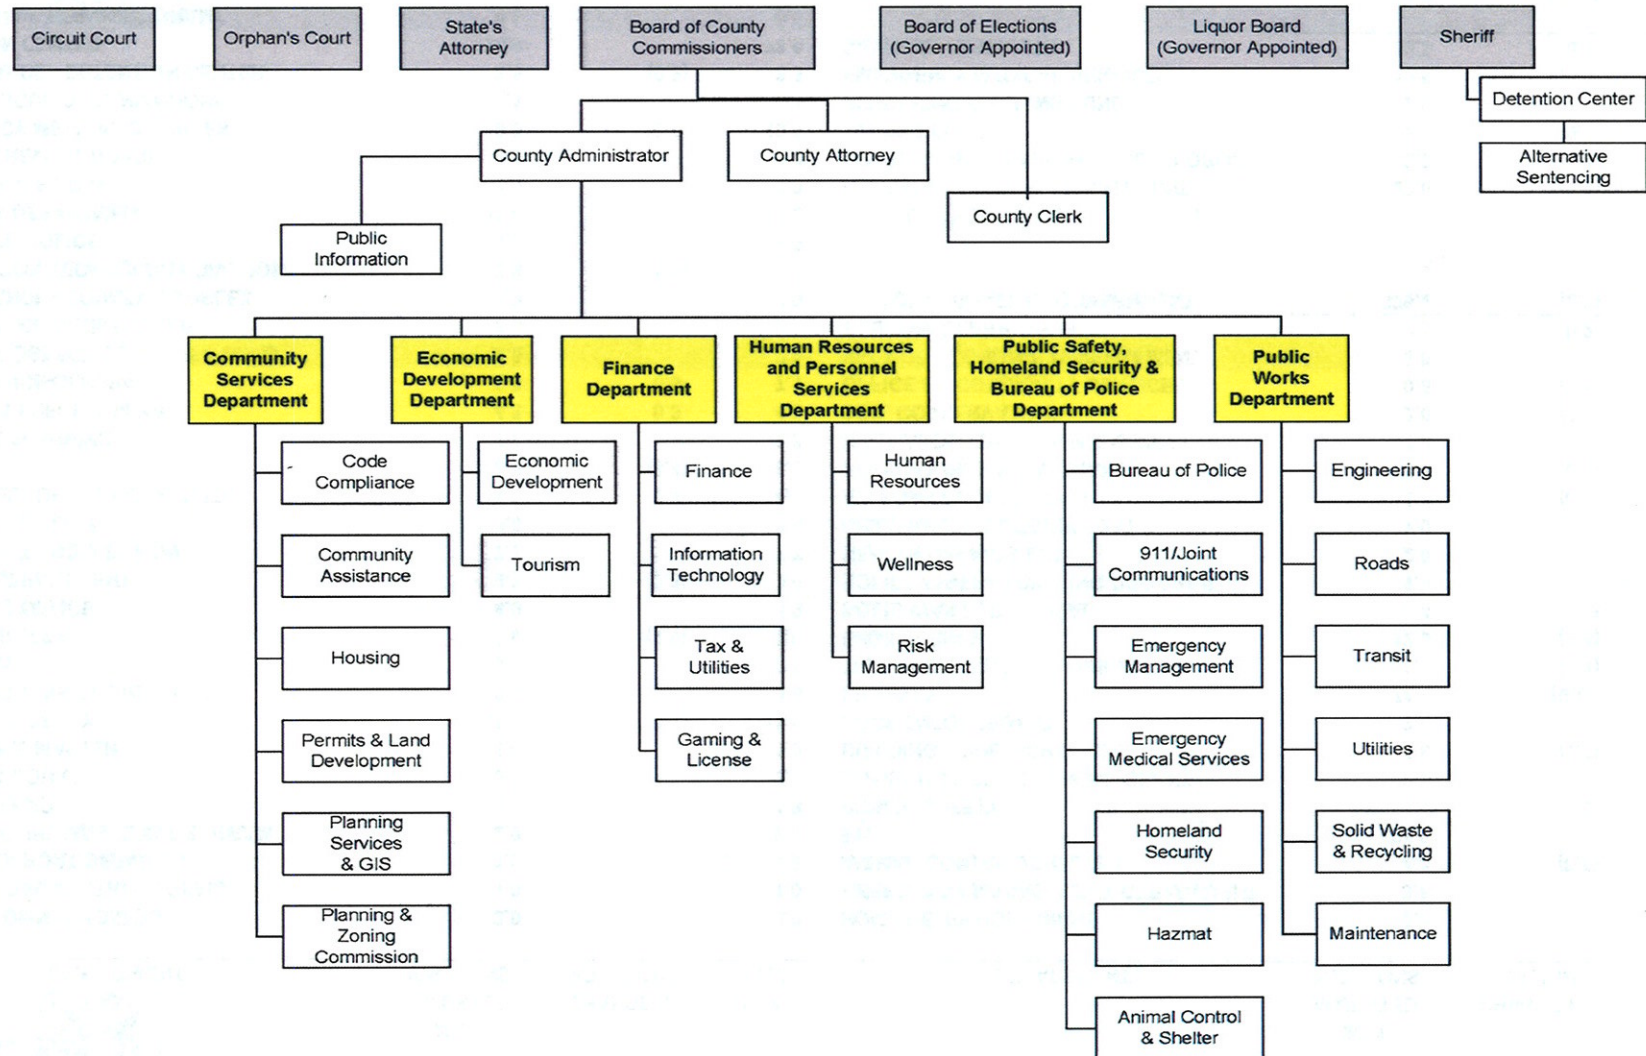 Circuit Court
Orphan's Court
State's
Attorney
Board of County
Commissioners
Board of Elections
(Governor Appointed)
Liquor Board
(Governor Appointed)
Sheriff
Detention Center
Alternative
Sentencing
County Administrator
County Attorney
County Clerk
Public
Information
Community
Services
Department
Economic
Development
Department
Finance
Department
Human Resources
and Personnel
Services
Department
Public Safety,
Homeland Security &
Bureau of Police
Department
Public
Works
Department
Code
Compliance
Community
Assistance
Housing
Permits & Land
Development
Planning
Services
& GIS
Planning &
Zoning
Commission
Economic
Development
Tourism
Finance
Information
Technology
Tax &
Utilities
Gaming &
License
Human
Resources
Wellness
Risk
Management
Bureau of Police
911/Joint
Communications
Emergency
Management
Emergency
Medical Services
Homeland
Security
Hazmat
Animal Control
& Shelter
Engineering
Roads
Transit
Utilities
Solid Waste
& Recycling
Maintenance